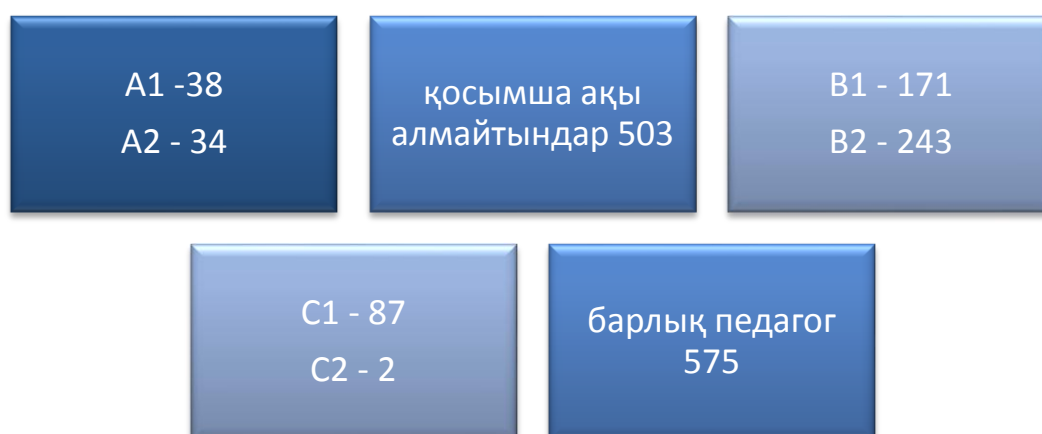 А1 -38
А2 - 34
қосымша ақы
алмайтындар 503
В1 - 171
В2 - 243
С1 - 87
С2 - 2
барлық педагог
575